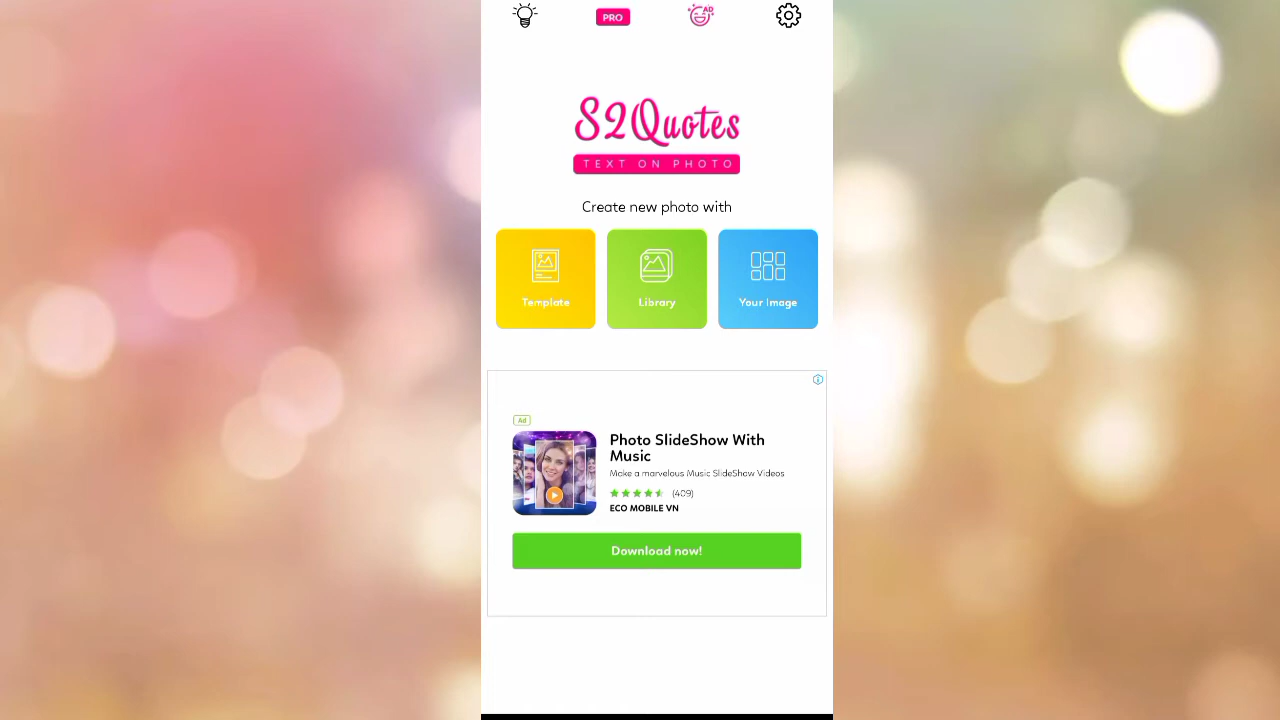 PRO
AD
S2Quotes
TEXT ON PHOTO
Create new photo with
Template
Library
Your Image
Ad
Photo SlideShow With
Music
Make a marvelous Music SlideShow Videos
(409)
ECO MOBILE VN
Download now!